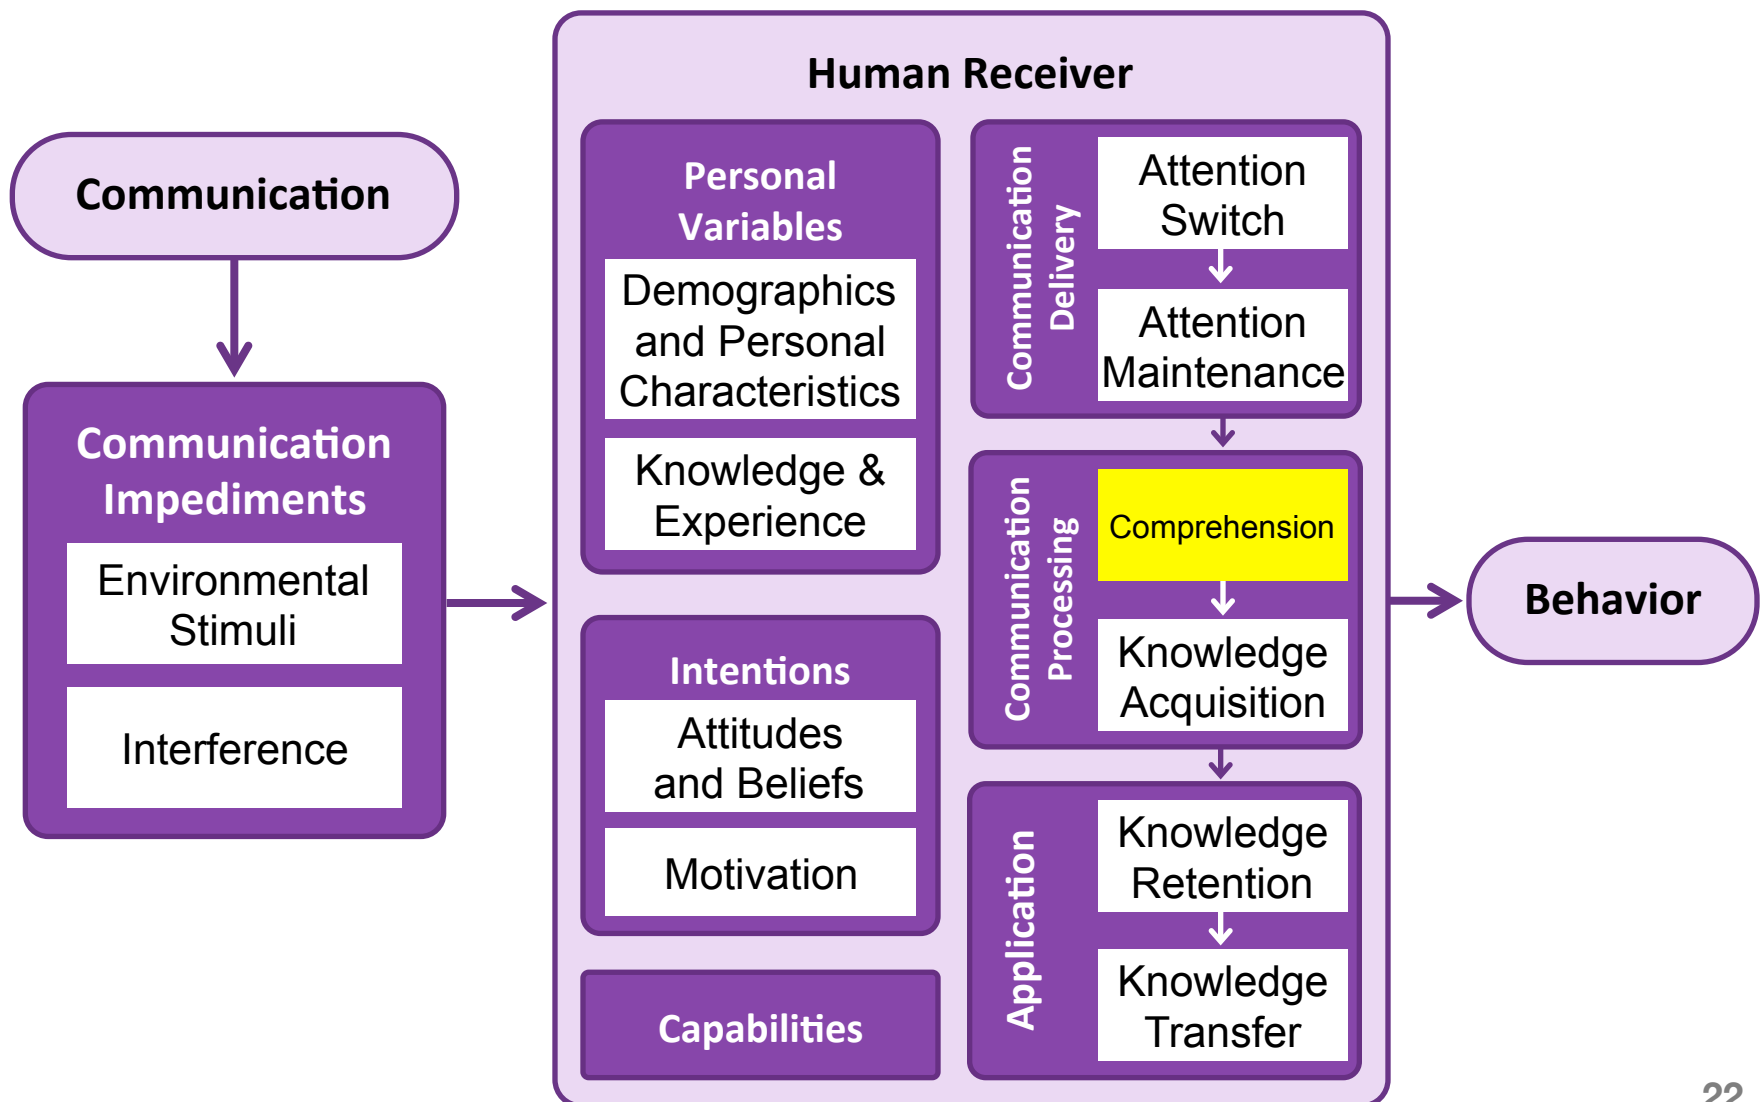 Human Receiver
Communication
Communication
Impediments
Environmental
Stimuli
Interference
Personal
Variables
Demographics
and Personal
Characteristics
Knowledge &
Experience
Intentions
Attitudes
and Beliefs
Motivation
Capabilities
Communication
Delivery
Attention
Switch
Attention
Maintenance
Communication
Processing
Comprehension
Knowledge
Acquisition
Application
Knowledge
Retention
Knowledge
Transfer
Behavior
22